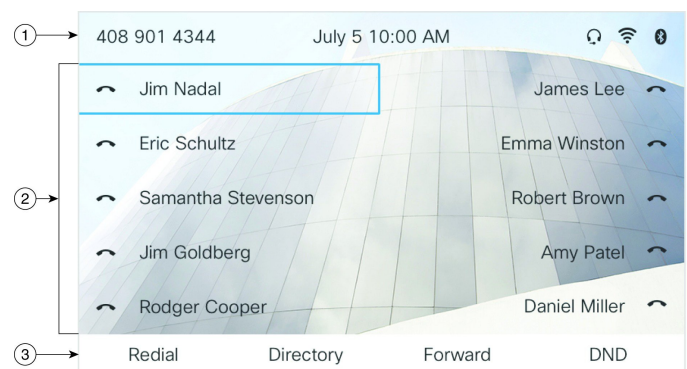 1 408 901 4344 July 5 10:00 AM
Jim Nadal James Lee
Eric Schultz Emma Winston
2 Samantha Stevenson Robert Brown
Jim Goldberg Amy Patel
Rodger Cooper Daniel Miller
3 Redial Directory Forward DND